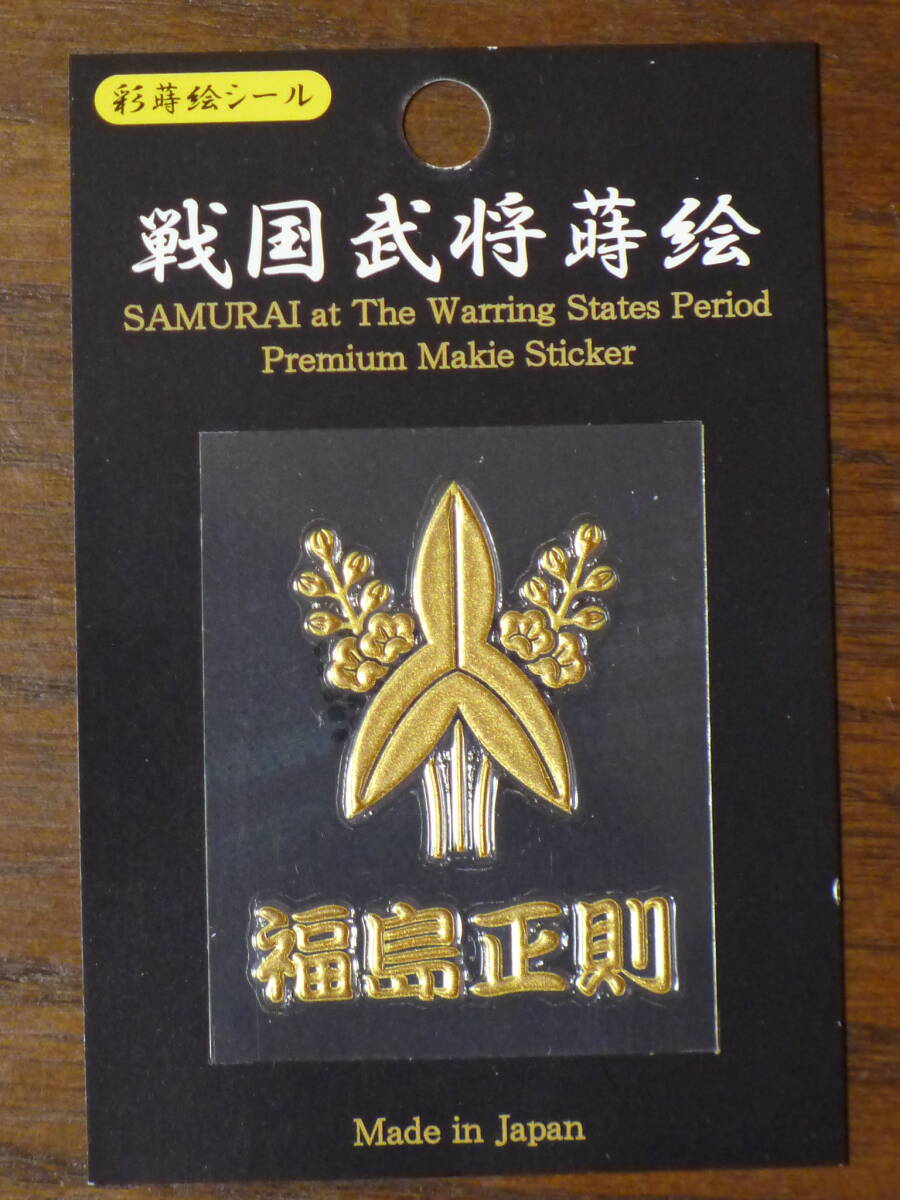 彩蒔絵シール
戦国武将蒔絵
SAMURAI at The Warring States Period
Premium Makie Sticker
福島正則
Made in Japan